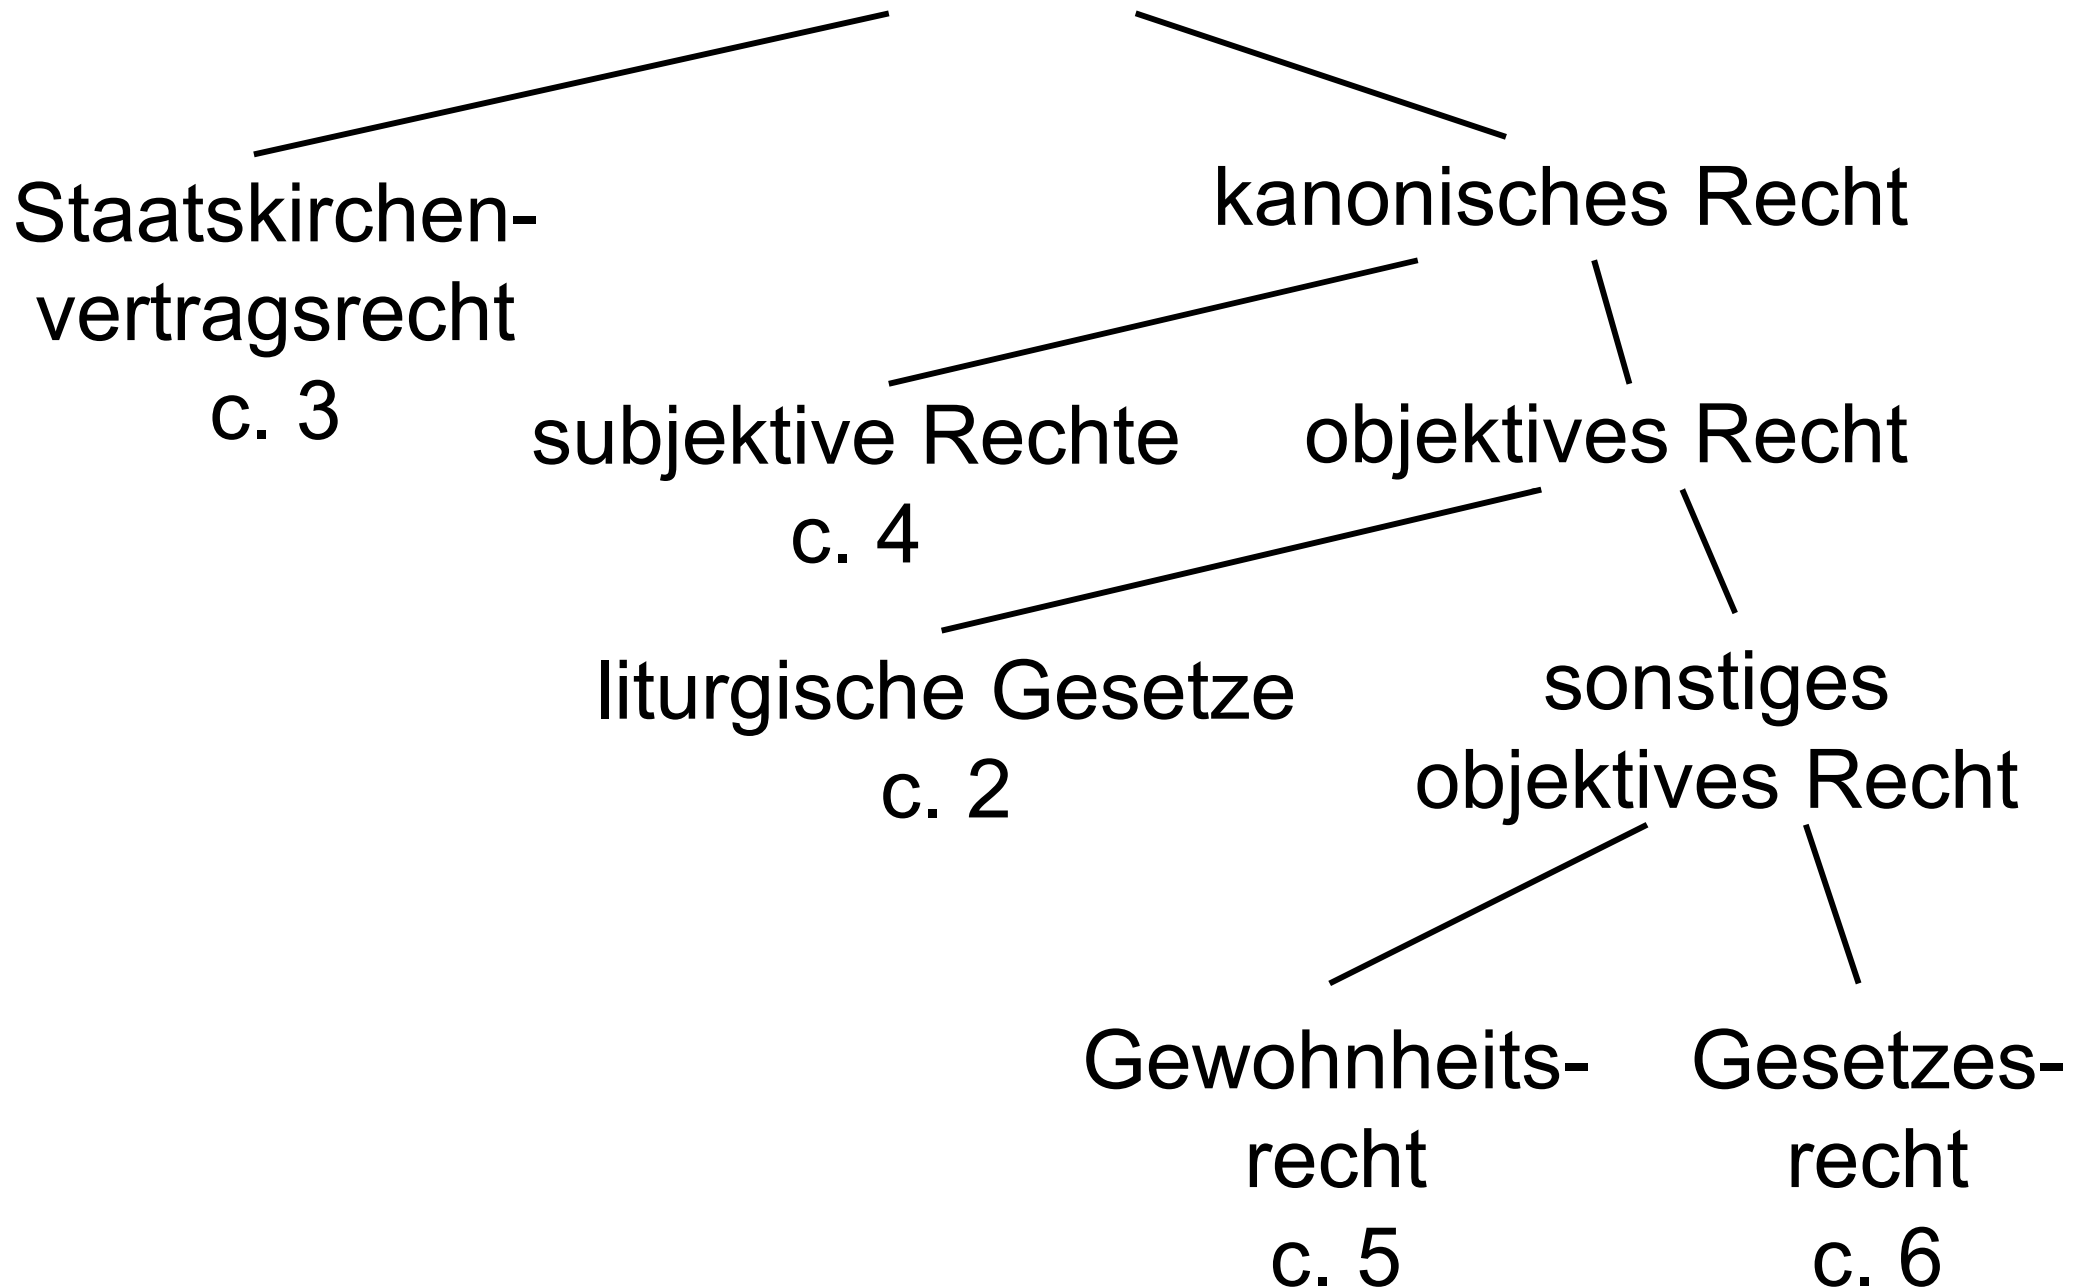 Staatskirchen-
vertragsrecht
c. 3
kanonisches Recht
subjektive Rechte
c. 4
objektives Recht
liturgische Gesetze
c. 2
sonstiges
objektives Recht
Gewohnheits-
recht
c. 5
Gesetzes-
recht
c. 6